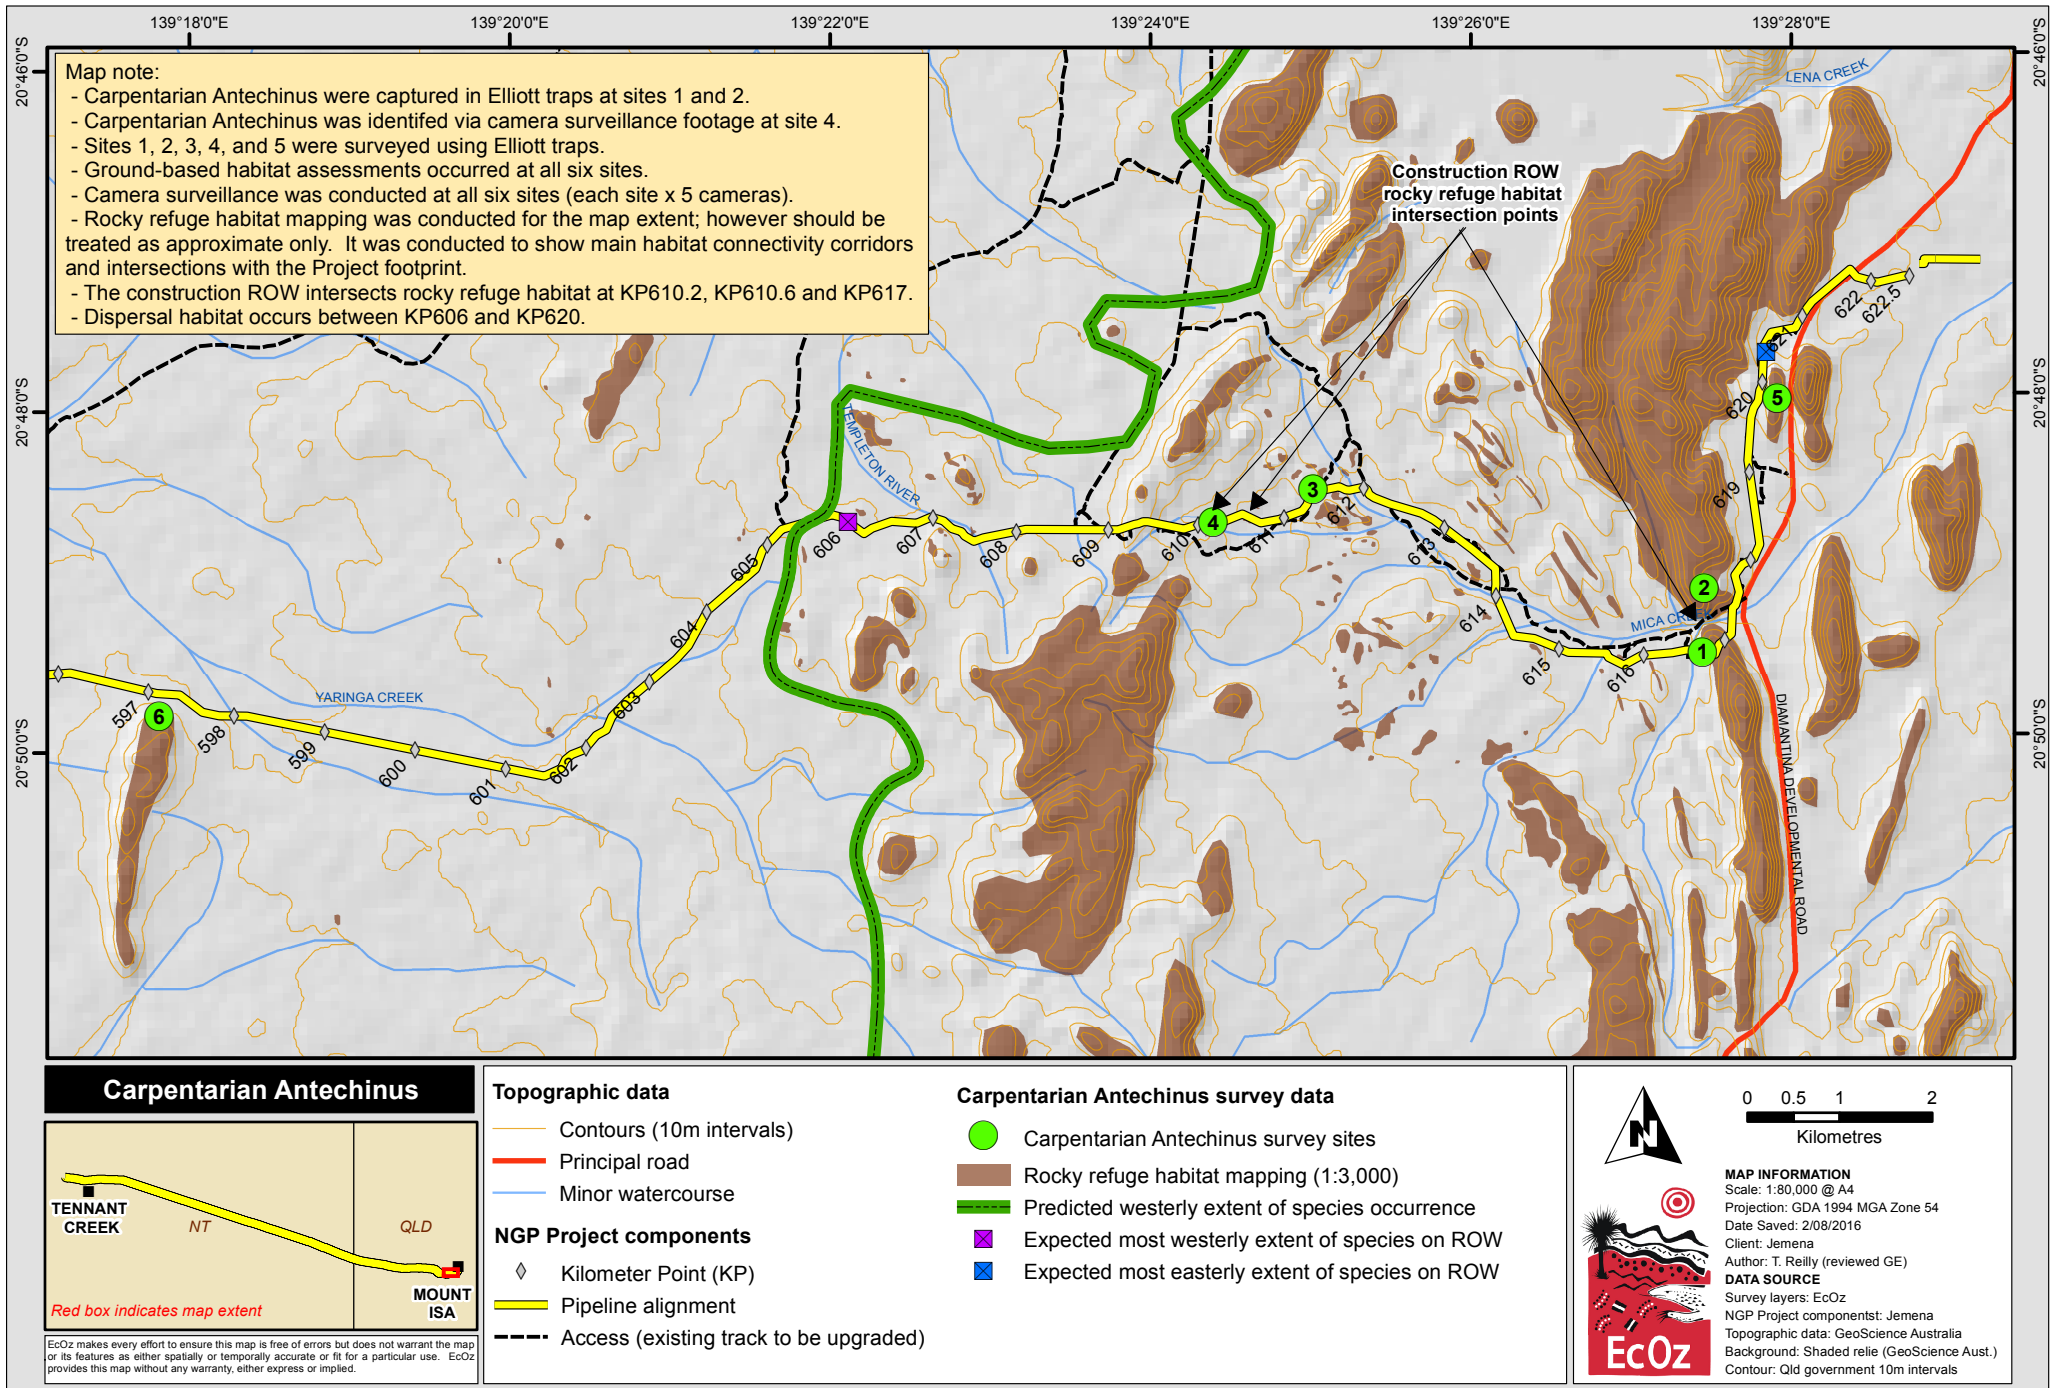 139°18'0"E
139°20'0"E
139°22'0"E
139°24'0"E
139°26'0"E
139°28'0"E
20°46'0"S
20°46'0"S
Map note:
- Carpentarian Antechinus were captured in Elliott traps at sites 1 and 2.
- Carpentarian Antechinus was identifed via camera surveillance footage at site 4.
- Sites 1, 2, 3, 4, and 5 were surveyed using Elliott traps.
- Ground-based habitat assessments occurred at all six sites.
- Camera surveillance was conducted at all six sites (each site x 5 cameras).
- Rocky refuge habitat mapping was conducted for the map extent; however should be
treated as approximate only.  It was conducted to show main habitat connectivity corridors
and intersections with the Project footprint.
- The construction ROW intersects rocky refuge habitat at KP610.2, KP610.6 and KP617.
- Dispersal habitat occurs between KP606 and KP620.
LENA CREEK
Construction ROW
rocky refuge habitat
intersection points
622
622.5
621
20°48'0"S
20°48'0"S
TEMPLETON RIVER
620
5
619
3
612
4
605
606
607
608
609
610
611
613
2
604
614
MICA CREEK
1
615
616
603
YARINGA CREEK
597
6
598
599
600
601
602
DIAMANTINA DEVELOPMENTAL ROAD
20°50'0"S
20°50'0"S
Carpentarian Antechinus
TENNANT
CREEK
NT
QLD
MOUNT
ISA
Red box indicates map extent
EcOz makes every effort to ensure this map is free of errors but does not warrant the map
or its features as either spatially or temporally accurate or fit for a particular use.  EcOz
provides this map without any warranty, either express or implied.
Topographic data
Contours (10m intervals)
Principal road
Minor watercourse
NGP Project components
Kilometer Point (KP)
Pipeline alignment
Access (existing track to be upgraded)
Carpentarian Antechinus survey data
Carpentarian Antechinus survey sites
Rocky refuge habitat mapping (1:3,000)
Predicted westerly extent of species occurrence
Expected most westerly extent of species on ROW
Expected most easterly extent of species on ROW
N
0 0.5 1 2
Kilometres
MAP INFORMATION
Scale: 1:80,000 @ A4
Projection: GDA 1994 MGA Zone 54
Date Saved: 2/08/2016
Client: Jemena
Author: T. Reilly (reviewed GE)
DATA SOURCE
Survey layers: EcOz
NGP Project componentst: Jemena
Topographic data: GeoScience Australia
Background: Shaded relie (GeoScience Aust.)
Contour: Qld government 10m intervals
EcOz